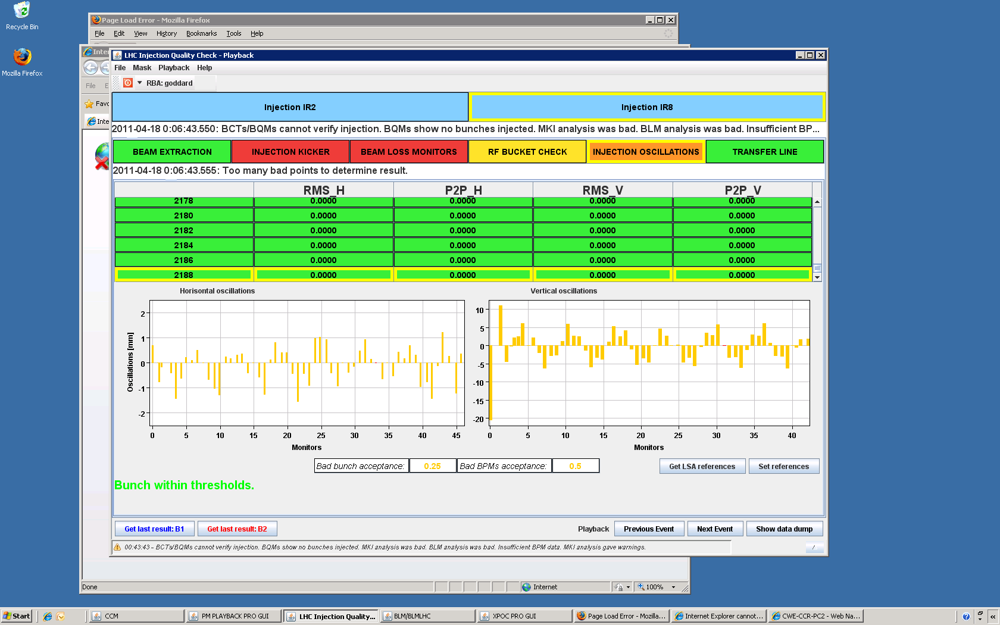 Recycle Bin
Mozilla Firefox
Page Load Error - Mozilla Firefox
File Edit View History Bookmarks Tools Help
Inter
LHC Injection Quality Check - Playback
File Mask Playback Help
File E
RBA: goddard
Favo
Injection IR2 Injection IR8
Inte
2011-04-18 0:06:43.550: BCTs/BQMs cannot verify injection. BQMs show no bunches injected. MKI analysis was bad. BLM analysis was bad. Insufficient BP...
BEAM EXTRACTION INJECTION KICKER BEAM LOSS MONITORS RF BUCKET CHECK INJECTION OSCILLATIONS TRANSFER LINE
2011-04-18 0:06:43.555: Too many bad points to determine result.
RMS_H P2P_H RMS_V P2P_V
2178 0.0000 0.0000 0.0000 0.0000
2180 0.0000 0.0000 0.0000 0.0000
2182 0.0000 0.0000 0.0000 0.0000
2184 0.0000 0.0000 0.0000 0.0000
2186 0.0000 0.0000 0.0000 0.0000
2188 0.0000 0.0000 0.0000 0.0000
Horisontal oscillations
2
1
0
-1
-2
Oscillations [mm]
0 5 10 15 20 25 30 35 40 45
Monitors
Vertical oscillations
10
5
0
-5
-10
-15
-20
0 5 10 15 20 25 30 35 40
Monitors
Bad bunch acceptance: 0.25 Bad BPMs acceptance: 0.5
Get LSA references Set references
Bunch within thresholds.
Get last result: B1 Get last result: B2 Playback Previous Event Next Event Show data dump
00:43:43 - BCTs/BQMs cannot verify injection. BQMs show no bunches injected. MKI analysis was bad. BLM analysis was bad. Insufficient BPM data. MKI analysis gave warnings.
Done Internet 100%
Start CCM PM PLAYBACK PRO GUI LHC Injection Quality... BLM/BLMLHC XPOC PRO GUI Page Load Error - Mozilla... Internet Explorer cannot... CWE-CCR-PC2 - Web Na...